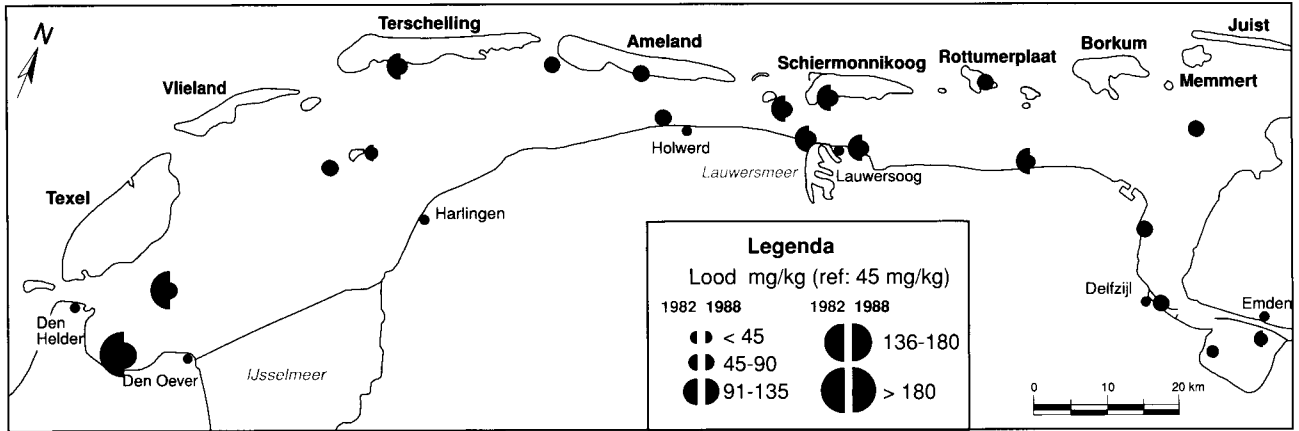 N
Terschelling
Ameland
Juist
Borkum
Rottumerplaat
Schiermonnikoog
Memmert
Vlieland
Holwerd
Lauwersmeer
Lauwersoog
Texel
Harlingen
Legenda
Lood mg/kg (ref: 45 mg/kg)
1982 1988 1982 1988
< 45 136-180
45-90
91-135 > 180
Delfzijl
Emden
Den
Helder
Den Oever
IJsselmeer
0 10 20 km